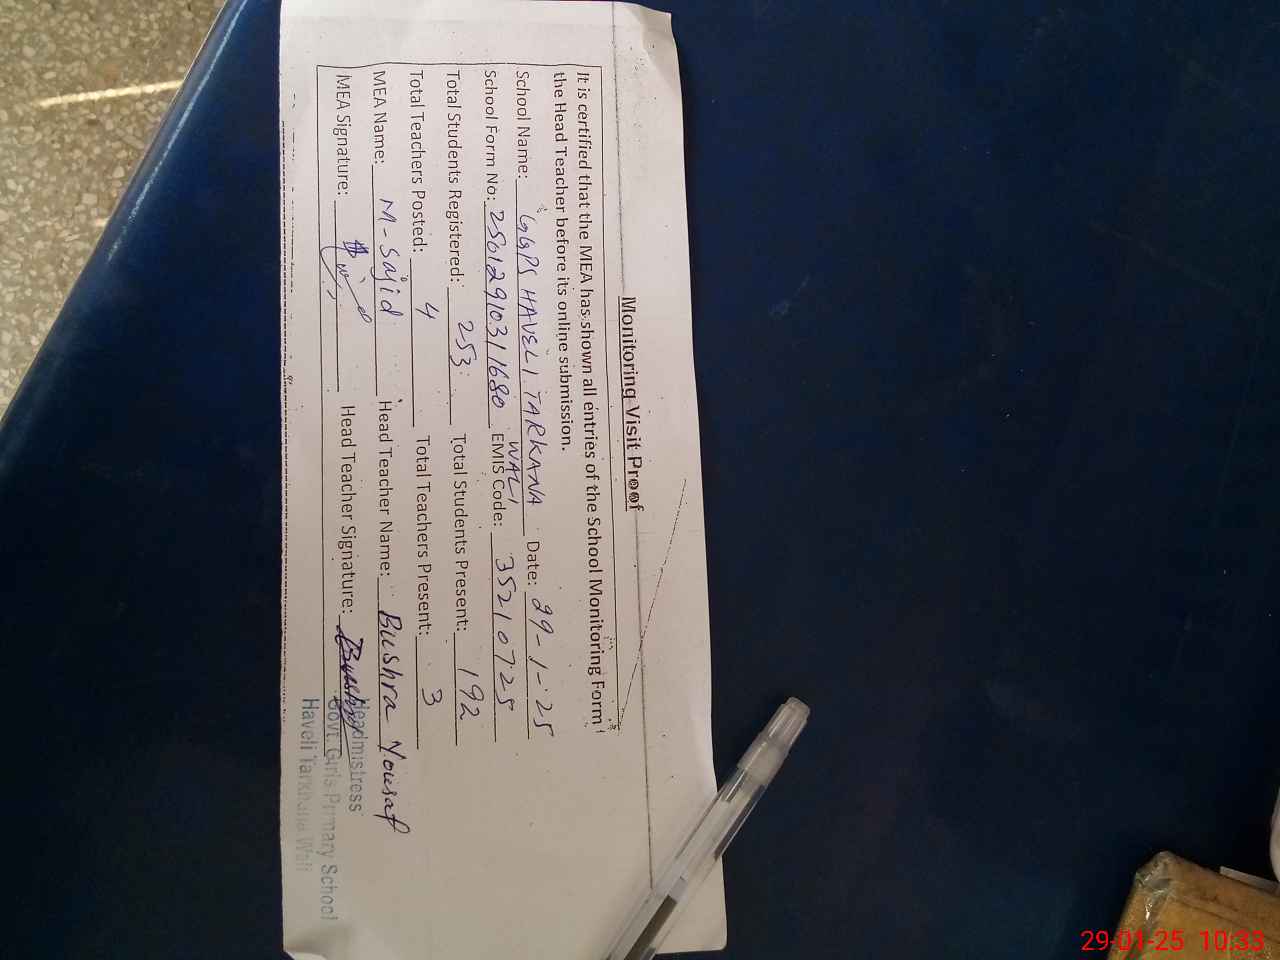 Monitoring Visit Proof
It is certified that the MEA has shown all entries of the School Monitoring Form
the Head Teacher before its online submission.
School Name: GGPS HAVELI TARKANA WALI Date: 29-1-25
School Form No: 25012910311680 EMIS Code: 35210725
Total Students Registered: 253 Total Students Present: 192
Total Teachers Posted: 4 Total Teachers Present: 3
MEA Name: M-Sajid Head Teacher Name: Bushra Yousaf
MEA Signature: Head Teacher Signature: Bushra
Headmistress
Govt. Girls Primary School
Haveli Tarkhana Wali
29-01-25 10:33